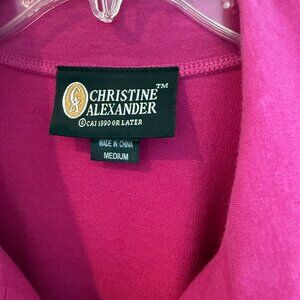 CHRISTINE™
ALEXANDER
© CAI 1990 OR LATER
MADE IN CHINA
MEDIUM